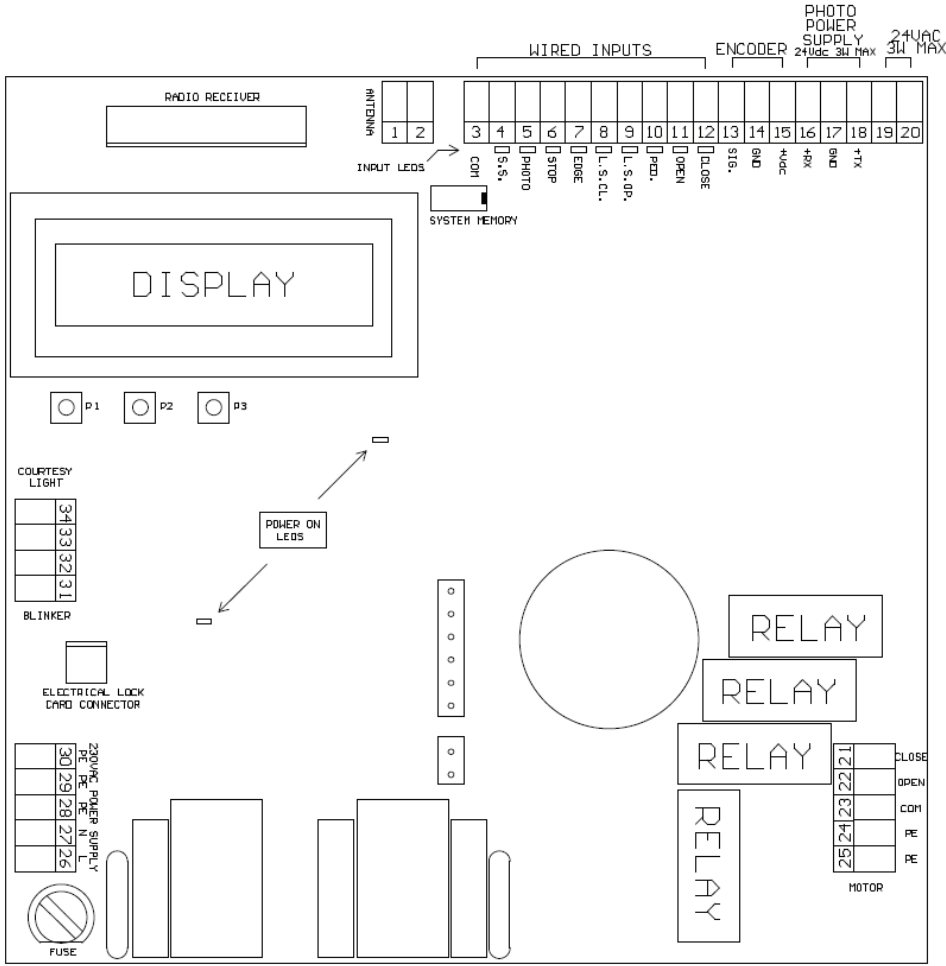 PHOTO
POWER
SUPPLY
24Vdc 3W MAX
24VAC
3W MAX
WIRED INPUTS
ENCODER
RADIO RECEIVER
ANTENNA
1 2
3 4 5 6 7 8 9 10 11 12 13 14 15 16 17 18 19 20
INPUT LEDS
COM
S.S.
PHOTO
STOP
EDGE
L.S.CL.
L.S.OP.
PED.
OPEN
CLOSE
SIG.
GND
+Vdc
+RX
GND
+TX
SYSTEM MEMORY
DISPLAY
P1
P2
P3
COURTESY
LIGHT
34
33
32
31
BLINKER
POWER ON
LEDS
ELECTRICAL LOCK
CARD CONNECTOR
RELAY
RELAY
RELAY
RELAY
230VAC POWER SUPPLY
30 PE
29 PE
28 PE
27 N
26 L
FUSE
21 CLOSE
22 OPEN
23 COM
24 PE
25 PE
MOTOR